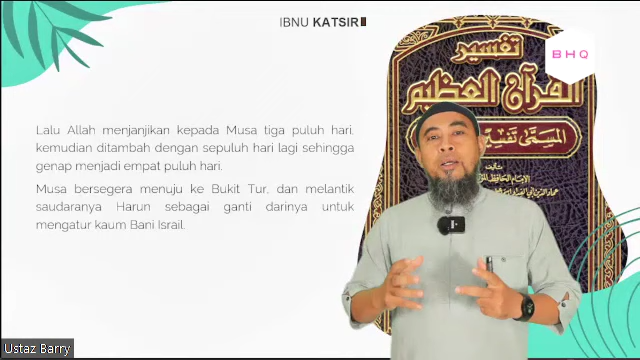 IBNU KATSIR
BHQ
تفسير
القرآن العظيم
Lalu Allah menjanjikan kepada Musa tiga puluh hari,
kemudian ditambah dengan sepuluh hari lagi sehingga
genap menjadi empat puluh hari.
Musa bersegera menuju ke Bukit Tur, dan melantik
saudaranya Harun sebagai ganti darinya untuk
mengatur kaum Bani Israil.
Ustaz Barry